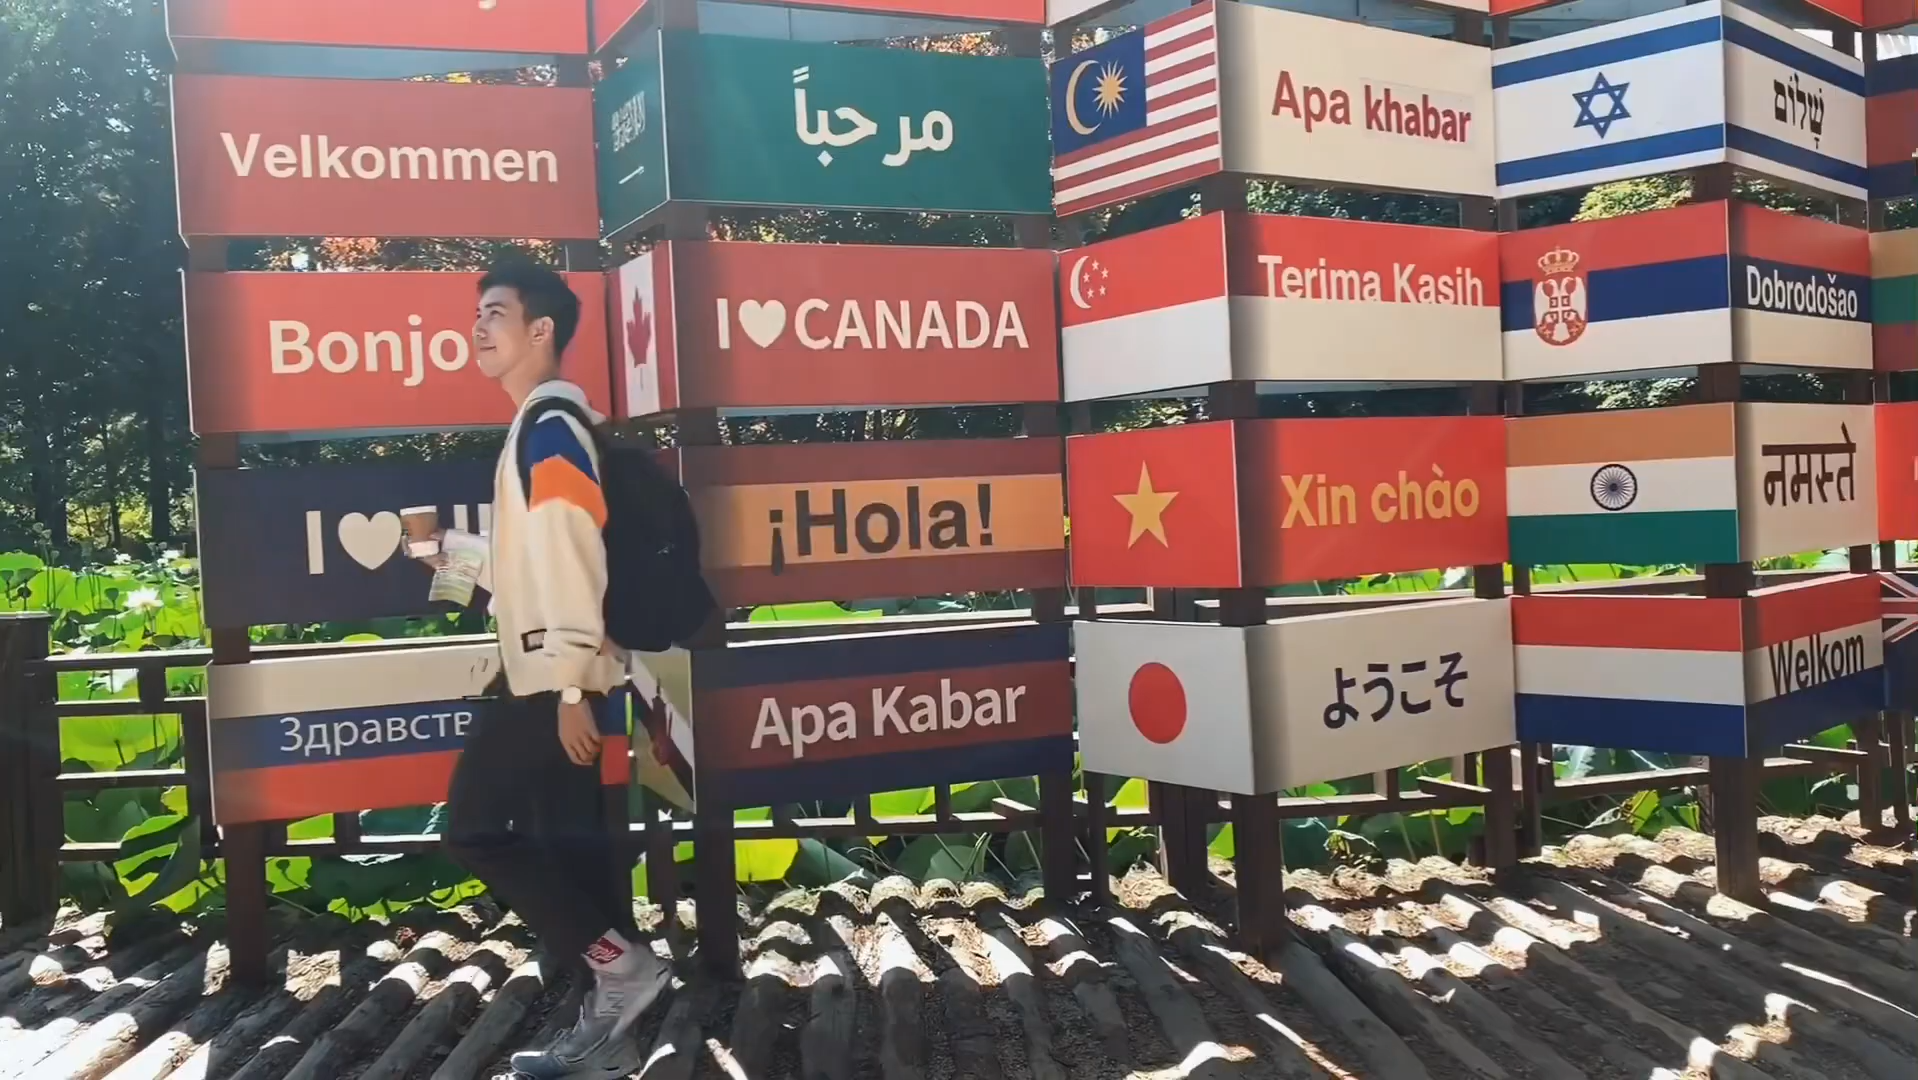 Velkommen
مرحباً
Apa khabar
שָׁלוֹם
Bonjo
I♥CANADA
Terima Kasih
Dobrodošao
I♥
¡Hola!
Xin chào
नमस्ते
Здравств
Apa Kabar
ようこそ
Welkom